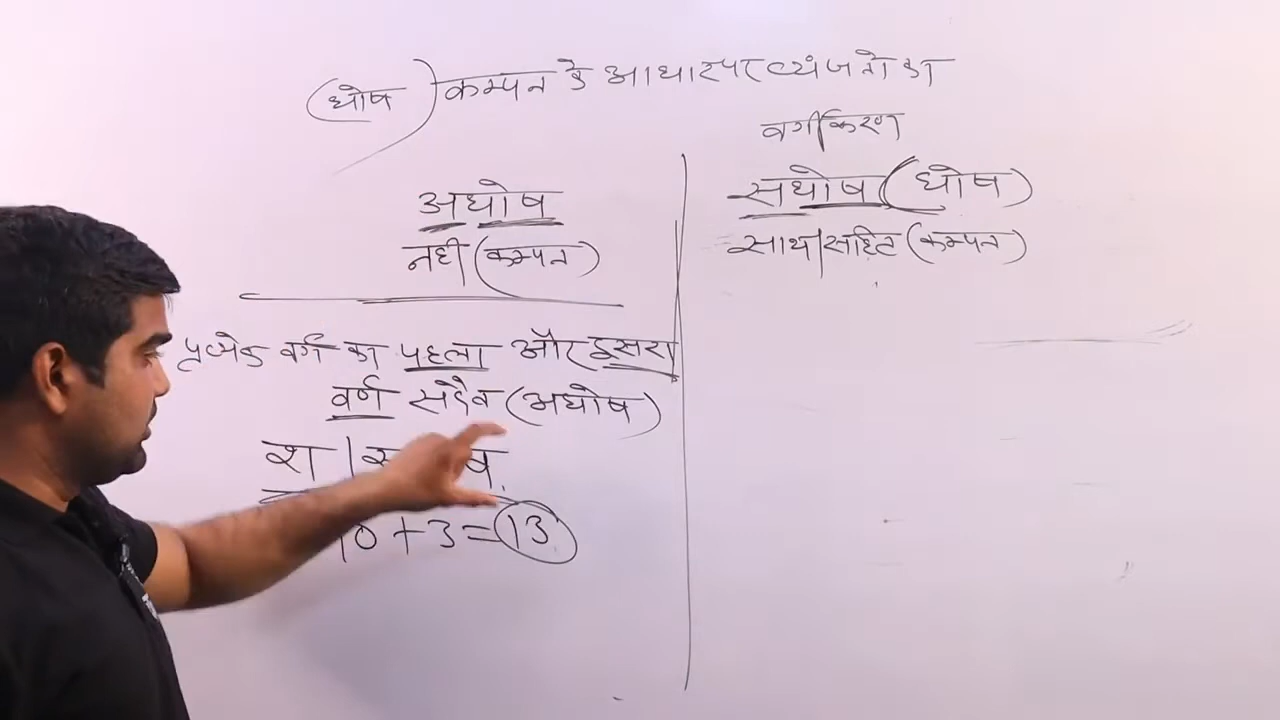 (घोष) कम्पन के आधार पर व्यंजनो का
वर्गीकरण
अघोष
नही (कम्पन)
सघोष (घोष)
साथ|सहित (कम्पन)
प्रत्येक वर्ग का पहला और दूसरा
वर्ण सदैव (अघोष)
श | स ष
10+3=13